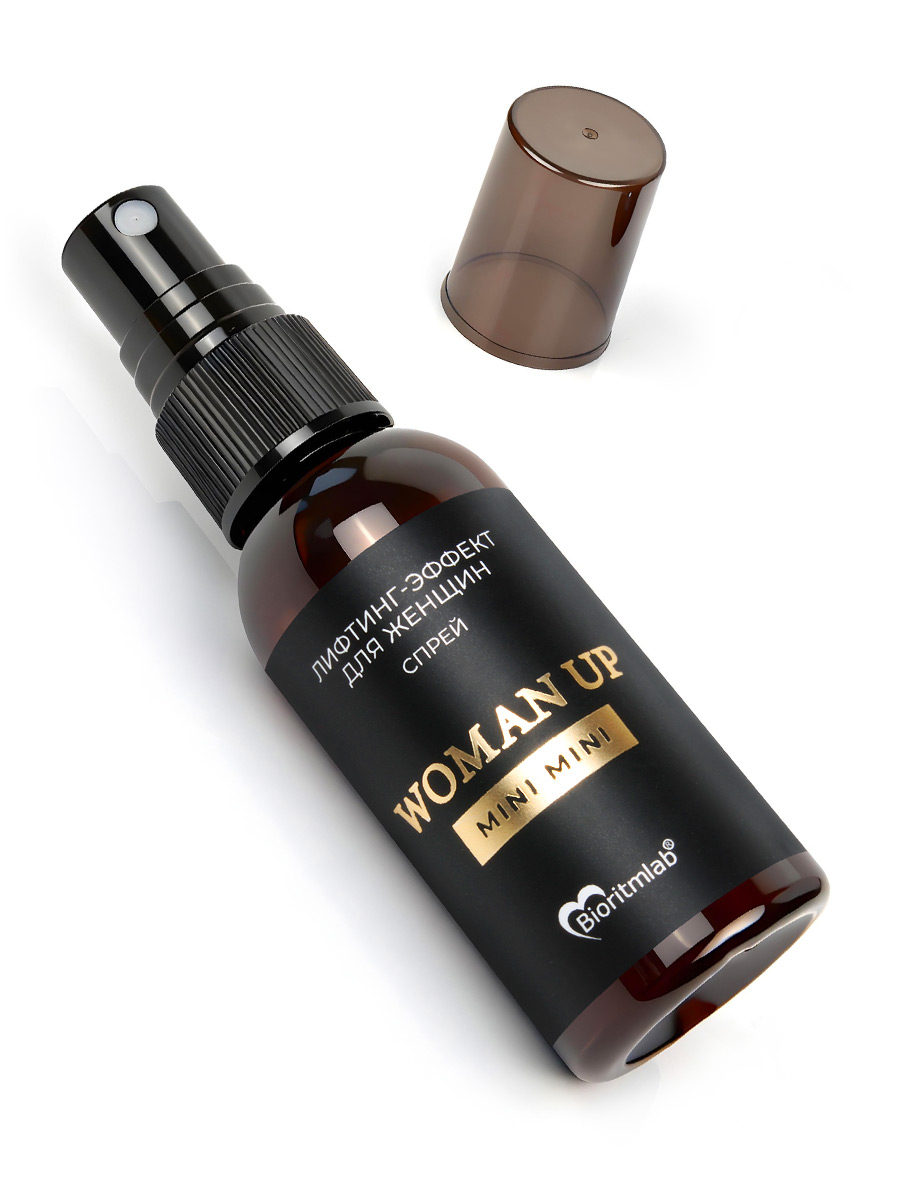 ЛИФТИНГ-ЭФФЕКТ
ДЛЯ ЖЕНЩИН
СПРЕЙ
WOMAN UP
MINI MINI
Bioritmlab®